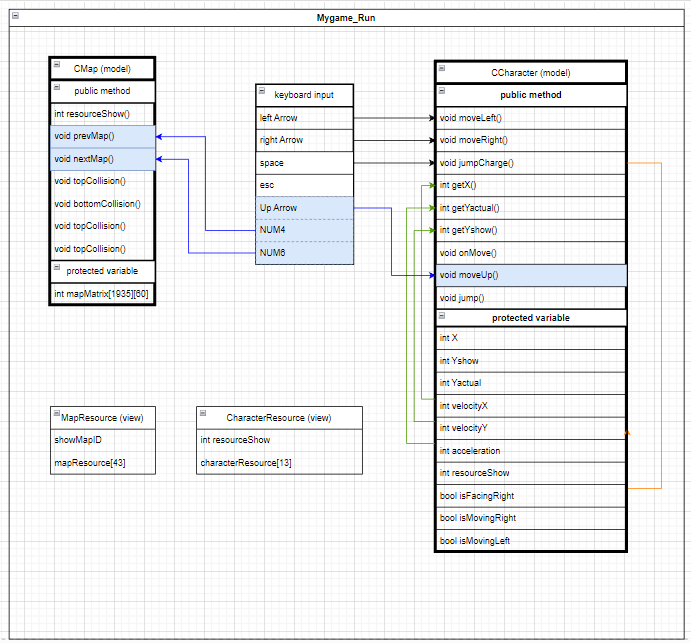 Mygame_Run
CMap (model)
public method
int resourceShow()
void prevMap()
void nextMap()
void topCollision()
void bottomCollision()
void topCollision()
void topCollision()
protected variable
int mapMatrix[1935][60]
keyboard input
left Arrow
right Arrow
space
esc
Up Arrow
NUM4
NUM6
CCharacter (model)
public method
void moveLeft()
void moveRight()
void jumpCharge()
int getX()
int getYactual()
int getYshow()
void onMove()
void moveUp()
void jump()
protected variable
int X
int Yshow
int Yactual
int velocityX
int velocityY
int acceleration
int resourceShow
bool isFacingRight
bool isMovingRight
bool isMovingLeft
MapResource (view)
showMapID
mapResource[43]
CharacterResource (view)
int resourceShow
characterResource[13]